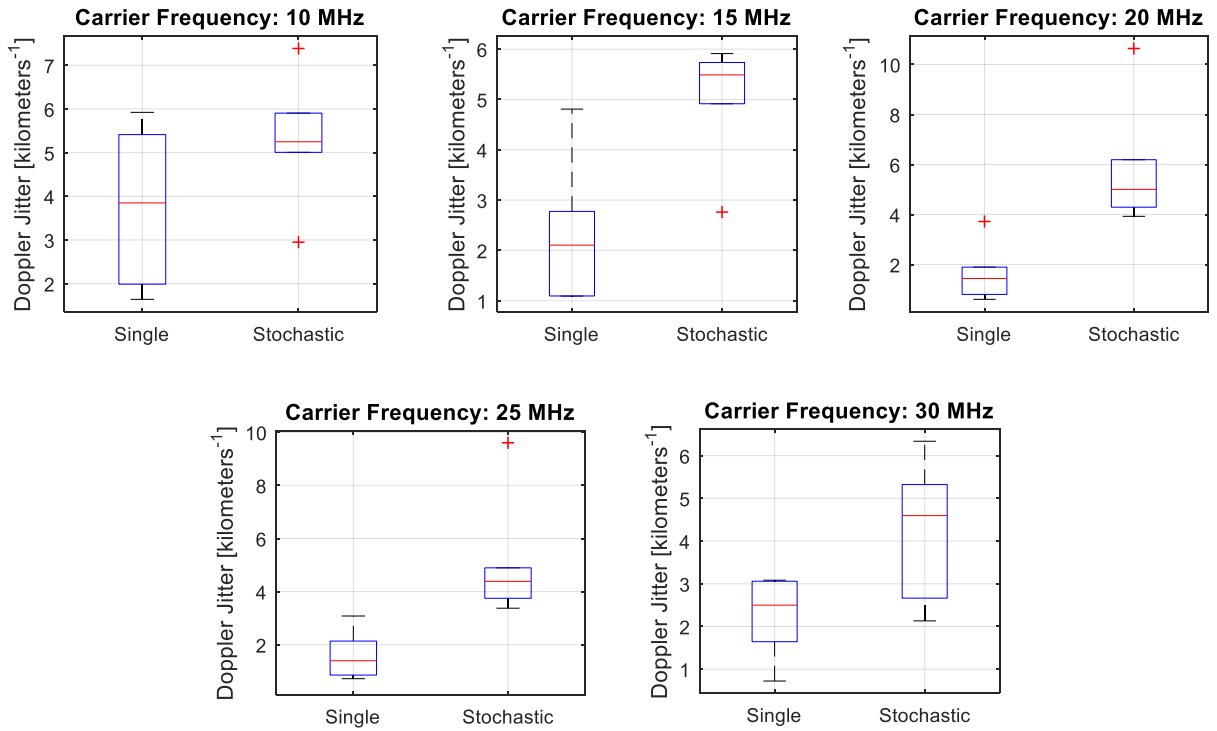 Carrier Frequency: 10 MHz
Doppler Jitter [kilometers-1]
7
6
5
4
3
2
Single
Stochastic
Carrier Frequency: 15 MHz
Doppler Jitter [kilometers-1]
6
5
4
3
2
1
Single
Stochastic
Carrier Frequency: 20 MHz
Doppler Jitter [kilometers-1]
10
8
6
4
2
Single
Stochastic
Carrier Frequency: 25 MHz
Doppler Jitter [kilometers-1]
10
8
6
4
2
Single
Stochastic
Carrier Frequency: 30 MHz
Doppler Jitter [kilometers-1]
6
5
4
3
2
1
Single
Stochastic